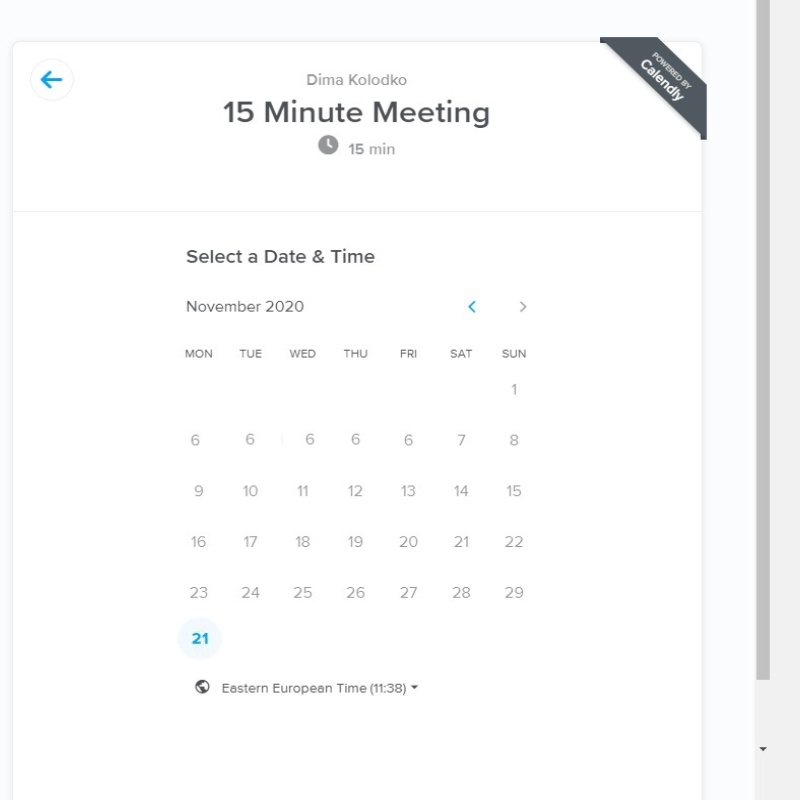 POWERED BY
Calendly
Dima Kolodko
15 Minute Meeting
15 min
Select a Date & Time
November 2020
MON TUE WED THU FRI SAT SUN
1
6 6 6 6 6 7 8
9 10 11 12 13 14 15
16 17 18 19 20 21 22
23 24 25 26 27 28 29
21
Eastern European Time (11:38)